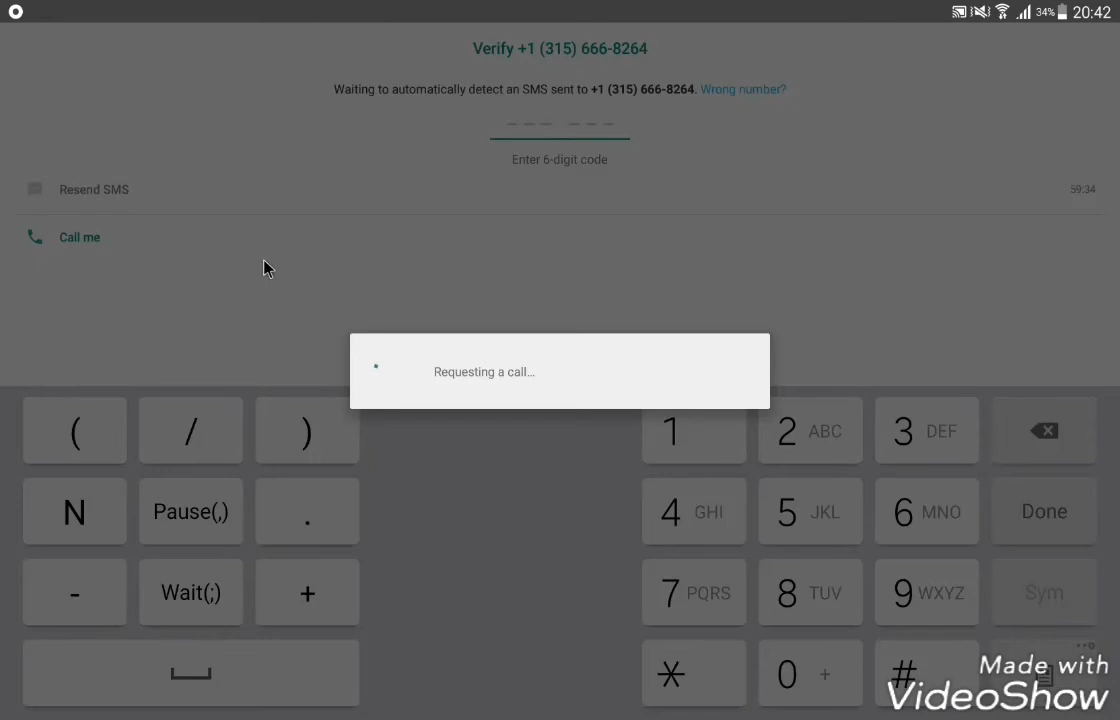 34% 20:42
Verify +1 (315) 666-8264
Waiting to automatically detect an SMS sent to +1 (315) 666-8264. Wrong number?
Enter 6-digit code
Resend SMS 59:34
Call me
Requesting a call...
( / ) 1 2 ABC 3 DEF
N Pause(,) . 4 GHI 5 JKL 6 MNO Done
- Wait(;) + 7 PQRS 8 TUV 9 WXYZ Sym
* 0 + #
Made with
VideoShow